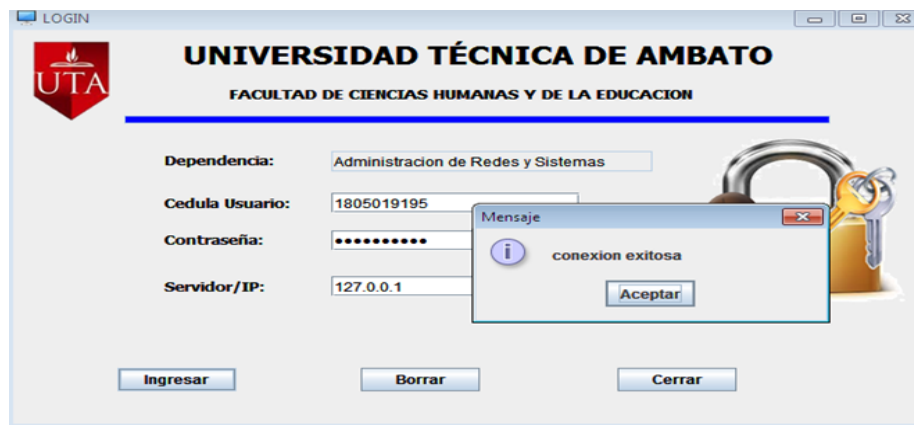 LOGIN
UTA
UNIVERSIDAD TÉCNICA DE AMBATO
FACULTAD DE CIENCIAS HUMANAS Y DE LA EDUCACION
Dependencia: Administracion de Redes y Sistemas
Cedula Usuario: 1805019195
Mensaje
Contraseña: ••••••••••
conexion exitosa
Servidor/IP: 127.0.0.1
Aceptar
Ingresar Borrar Cerrar